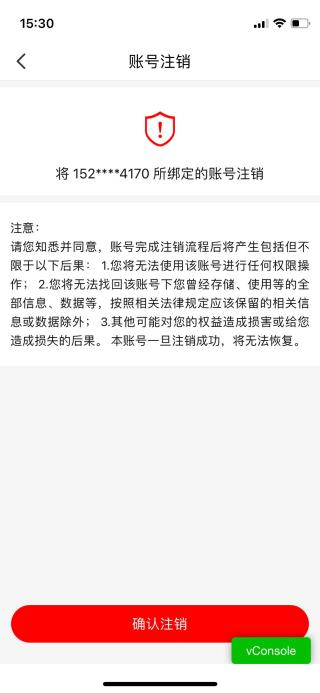 15:30
账号注销
将 152****4170 所绑定的账号注销
注意：
请您知悉并同意，账号完成注销流程后将产生包括但不
限于以下后果： 1.您将无法使用该账号进行任何权限操
作； 2.您将无法找回该账号下您曾经存储、使用等的全
部信息、数据等，按照相关法律规定应该保留的相关信
息或数据除外； 3.其他可能对您的权益造成损害或给您
造成损失的后果。 本账号一旦注销成功，将无法恢复。
确认注销
vConsole